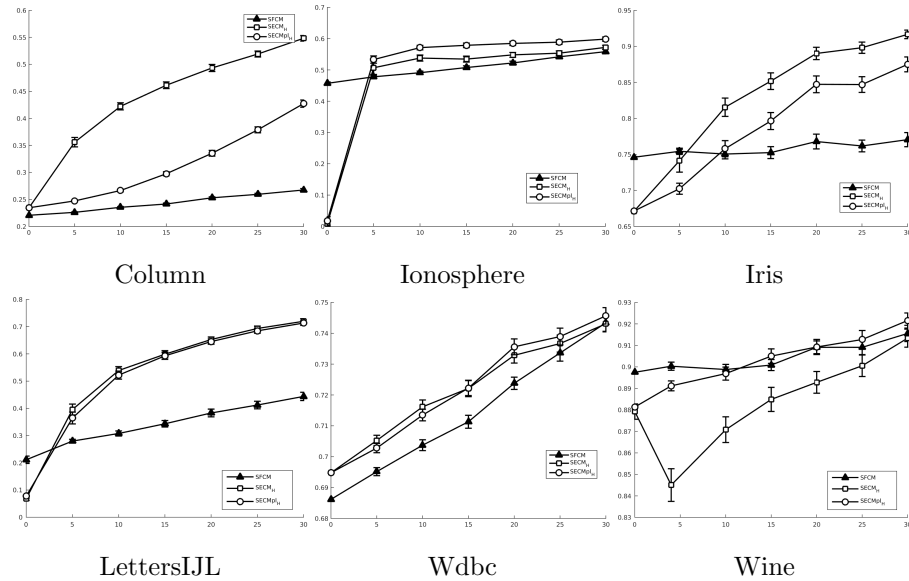 0.6
0.55
0.5
0.45
0.4
0.35
0.3
0.25
0.2
0 5 10 15 20 25 30
SFCM
SECM_H
SECMpl_H
Column
0.7
0.6
0.5
0.4
0.3
0.2
0.1
0
0 5 10 15 20 25 30
SFCM
SECM_H
SECMpl_H
Ionosphere
0.95
0.9
0.85
0.8
0.75
0.7
0.65
0 5 10 15 20 25 30
SFCM
SECM_H
SECMpl_H
Iris
0.8
0.7
0.6
0.5
0.4
0.3
0.2
0.1
0
0 5 10 15 20 25 30
SFCM
SECM_H
SECMpl_H
LettersIJL
0.75
0.74
0.73
0.72
0.71
0.7
0.69
0.68
0 5 10 15 20 25 30
SFCM
SECM_H
SECMpl_H
Wdbc
0.93
0.92
0.91
0.9
0.89
0.88
0.87
0.86
0.85
0.84
0.83
0 5 10 15 20 25 30
SFCM
SECM_H
SECMpl_H
Wine